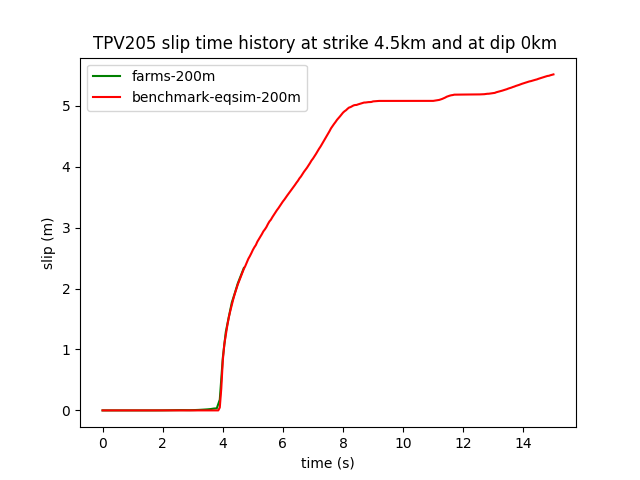 TPV205 slip time history at strike 4.5km and at dip 0km
farms-200m
benchmark-eqsim-200m
slip (m)
5
4
3
2
1
0
0 2 4 6 8 10 12 14
time (s)